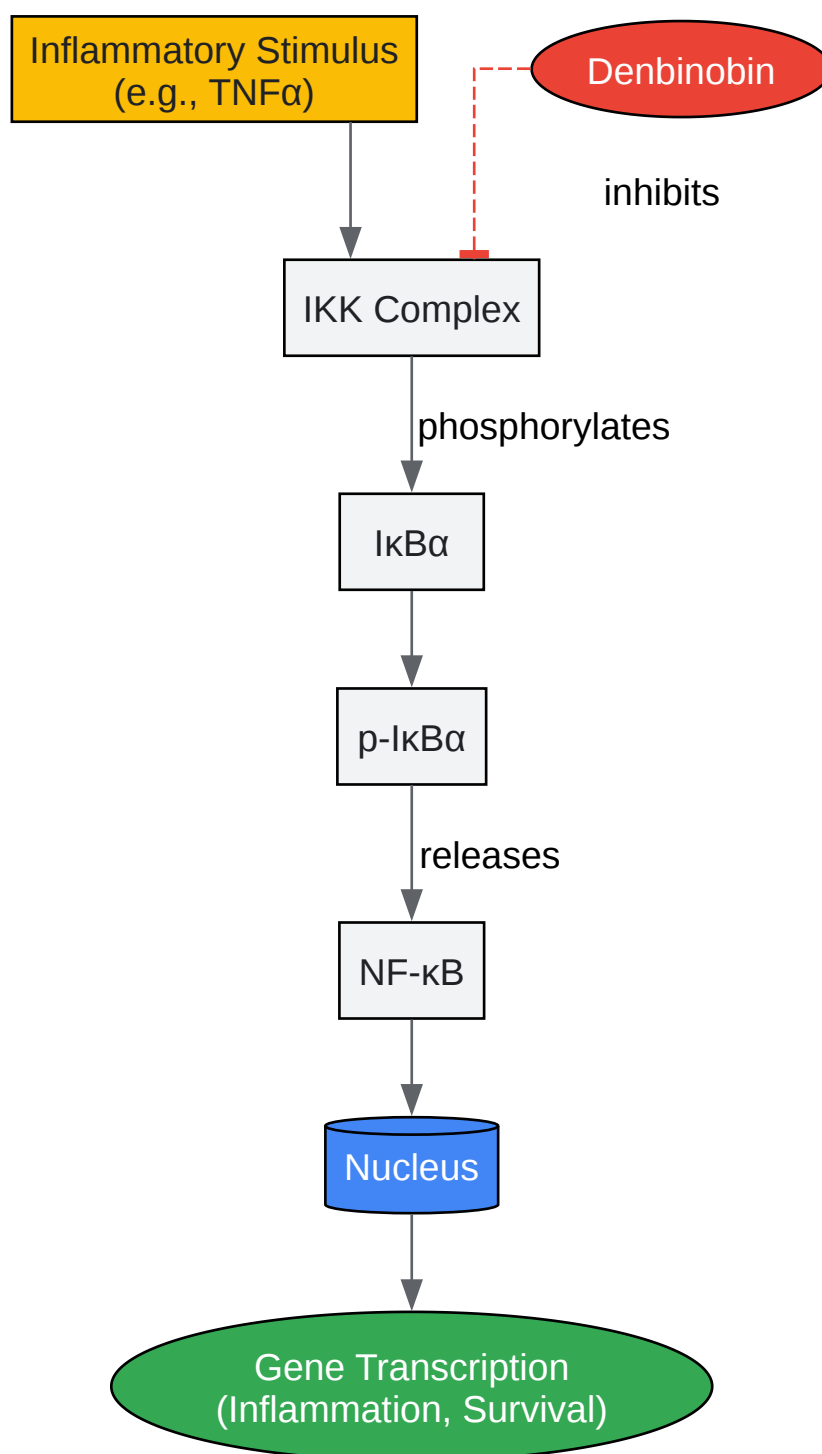 Inflammatory Stimulus
(e.g., TNFα)
Denbinobin
inhibits
IKK Complex
phosphorylates
IκBα
p-IκBα
releases
NF-κB
Nucleus
Gene Transcription
(Inflammation, Survival)